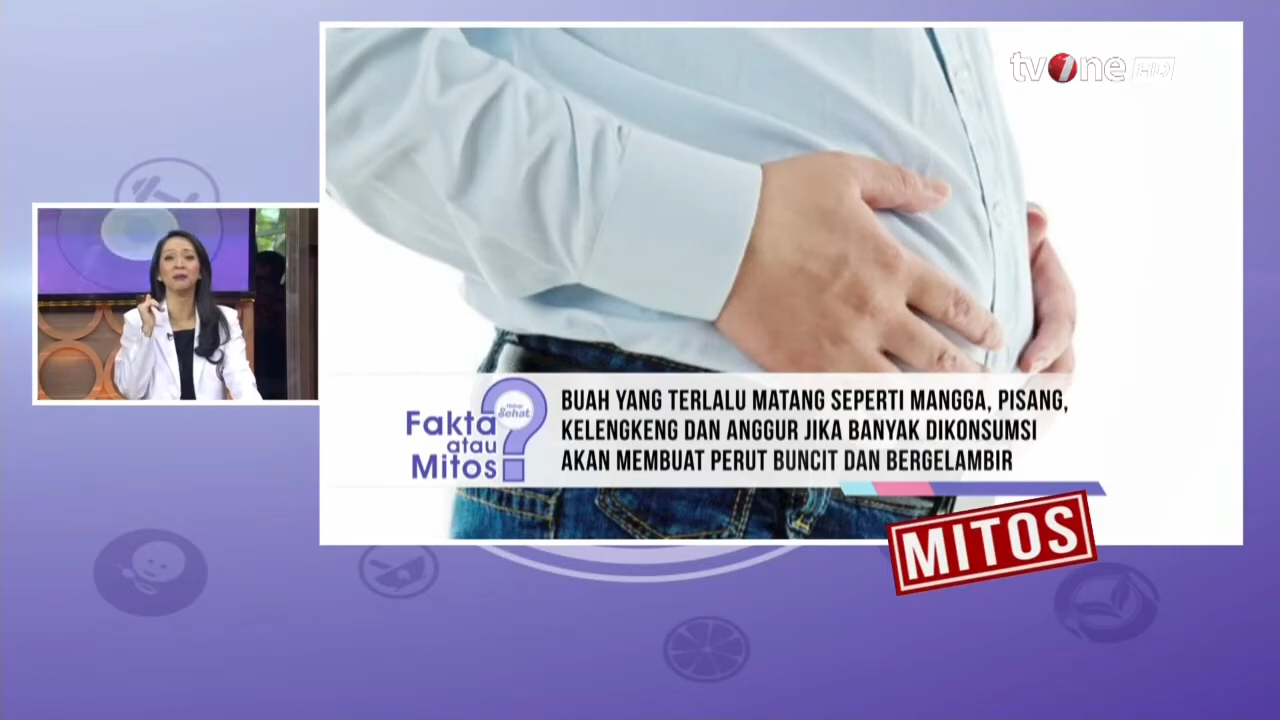 tvOne HD
Fakta
atau
Mitos
Hidup
Sehat
BUAH YANG TERLALU MATANG SEPERTI MANGGA, PISANG,
KELENGKENG DAN ANGGUR JIKA BANYAK DIKONSUMSI
AKAN MEMBUAT PERUT BUNCIT DAN BERGELAMBIR
MITOS